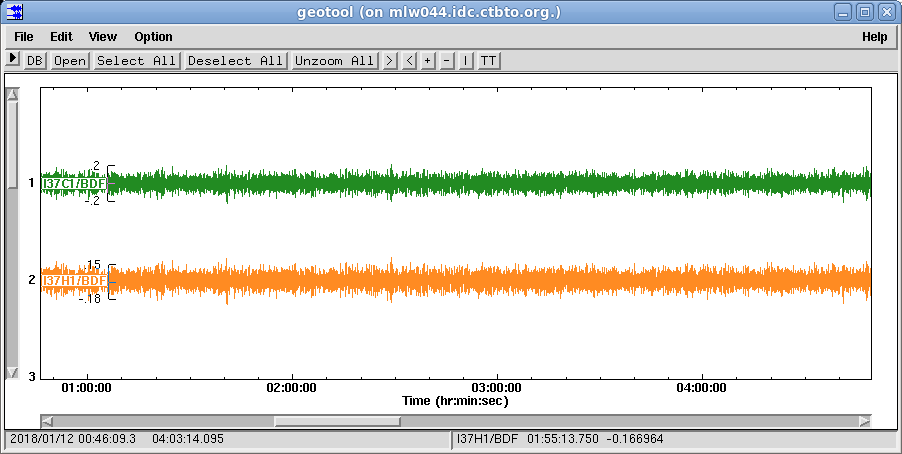 geotool (on mlw044.idc.ctbto.org.)
File Edit View Option Help
DB Open Select All Deselect All Unzoom All > < + - | TT
.2
1 I37C1/BDF
-.2
.15
2 I37H1/BDF
-.18
3
01:00:00 02:00:00 03:00:00 04:00:00
Time (hr:min:sec)
2018/01/12 00:46:09.3 04:03:14.095 I37H1/BDF 01:55:13.750 -0.166964